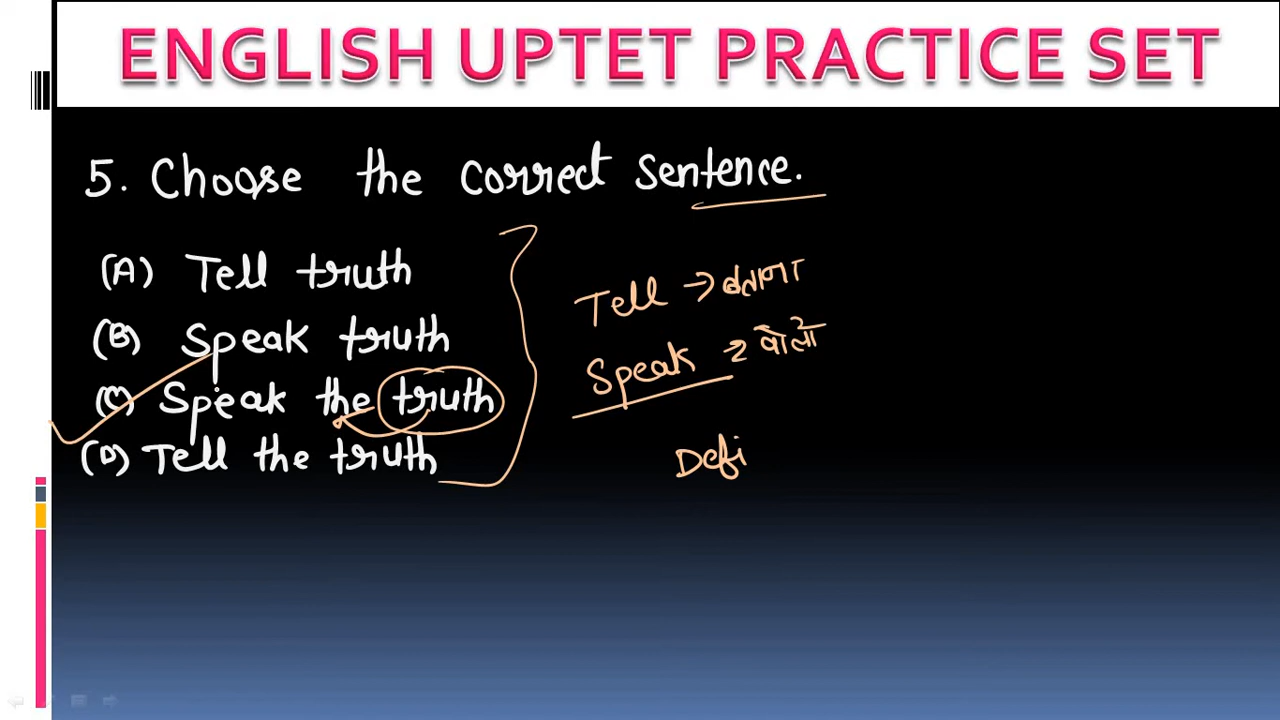 ENGLISH UPTET PRACTICE SET
5. Choose the correct sentence.
(A) Tell truth
(B) Speak truth
(C) Speak the truth
(D) Tell the truth
Tell → बताना
Speak → बोलो
Defi